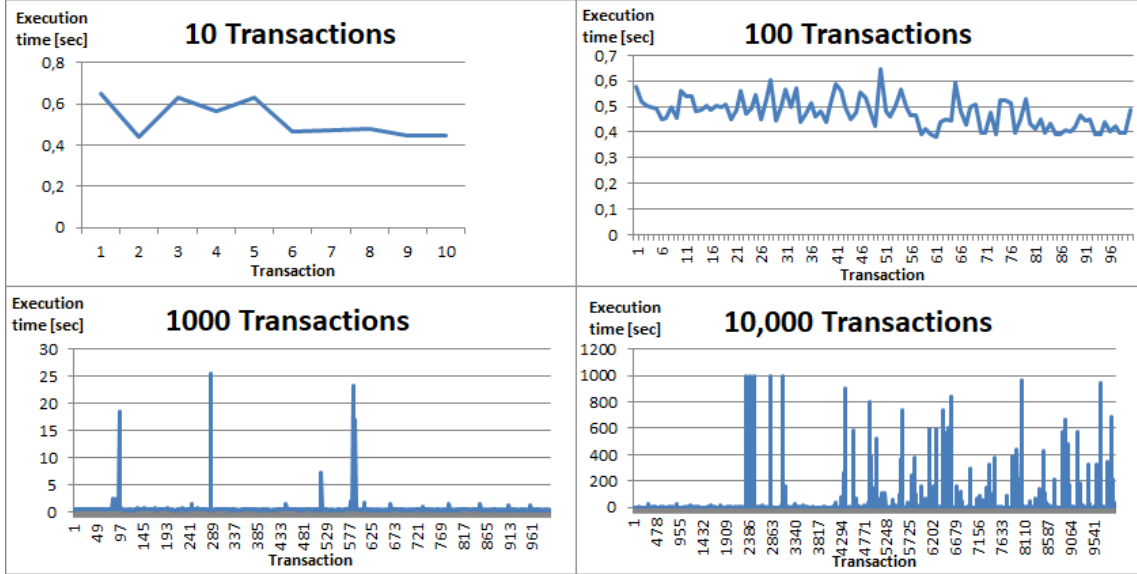 Execution
time [sec]
10 Transactions
0,8
0,6
0,4
0,2
0
1 2 3 4 5 6 7 8 9 10
Transaction
Execution
time [sec]
100 Transactions
0,7
0,6
0,5
0,4
0,3
0,2
0,1
0
1 6 11 16 21 26 31 36 41 46 51 56 61 66 71 76 81 86 91 96
Transaction
Execution
time [sec]
1000 Transactions
30
25
20
15
10
5
0
1 49 97 145 193 241 289 337 385 433 481 529 577 625 673 721 769 817 865 913 961
Transaction
Execution
time [sec]
10,000 Transactions
1200
1000
800
600
400
200
0
1 478 955 1432 1909 2386 2863 3340 3817 4294 4771 5248 5725 6202 6679 7156 7633 8110 8587 9064 9541
Transaction